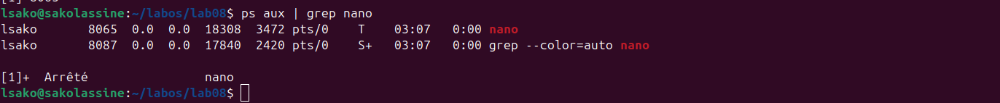 lsako@sakolassine:~/labos/lab08$ ps aux | grep nano
lsako       8065  0.0  0.0  18308  3472 pts/0    T    03:07   0:00 nano
lsako       8087  0.0  0.0  17840  2420 pts/0    S+   03:07   0:00 grep --color=auto nano
[1]+  Arrêté                nano
lsako@sakolassine:~/labos/lab08$